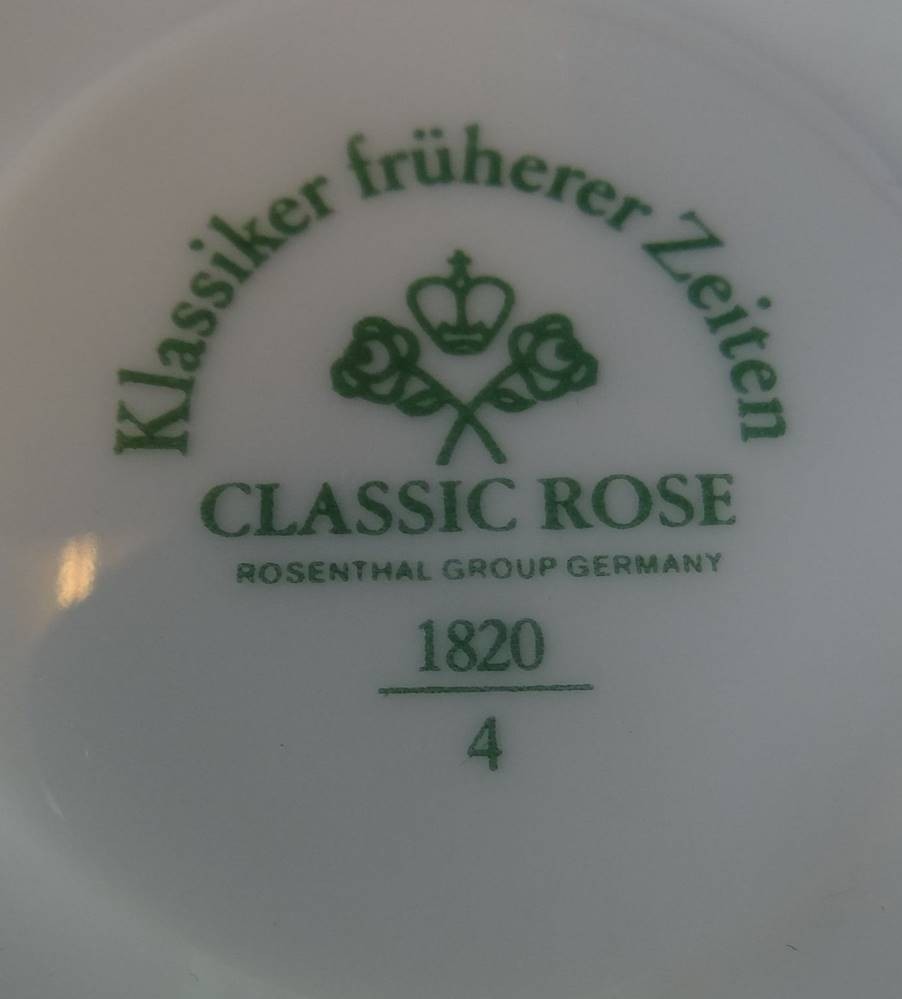 Klassiker früherer Zeiten
CLASSIC ROSE
ROSENTHAL GROUP GERMANY
1820
4